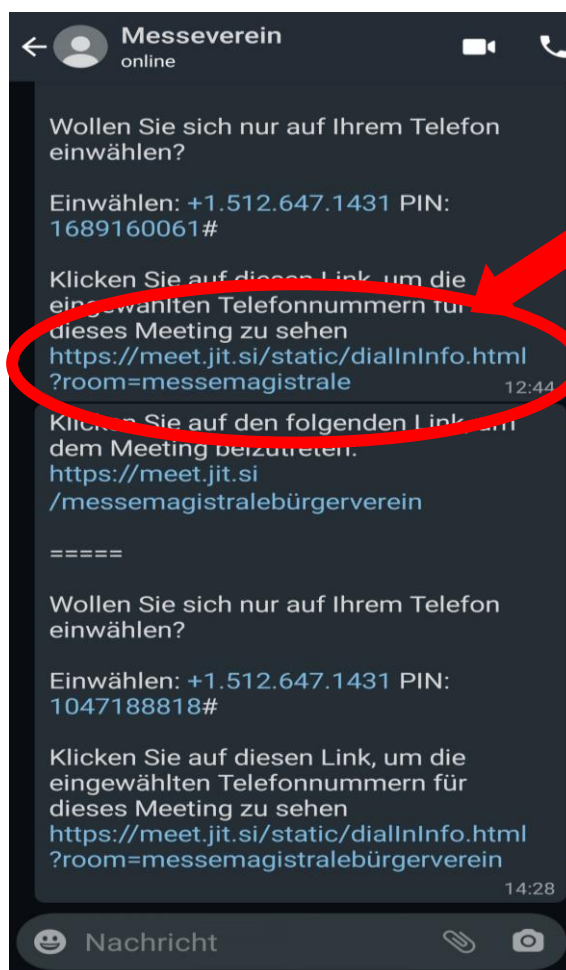 Messeverein
online
Wollen Sie sich nur auf Ihrem Telefon
einwählen?
Einwählen: +1.512.647.1431 PIN:
1689160061#
Klicken Sie auf diesen Link, um die
eingewählten Telefonnummern für
dieses Meeting zu sehen
https://meet.jit.si/static/dialInInfo.html
?room=messemagistrale
12:44
Klicken Sie auf den folgenden Link, um
dem Meeting beizutreten:
https://meet.jit.si
/messemagistralebürgerverein
=====
Wollen Sie sich nur auf Ihrem Telefon
einwählen?
Einwählen: +1.512.647.1431 PIN:
1047188818#
Klicken Sie auf diesen Link, um die
eingewählten Telefonnummern für
dieses Meeting zu sehen
https://meet.jit.si/static/dialInInfo.html
?room=messemagistralebürgerverein
14:28
Nachricht